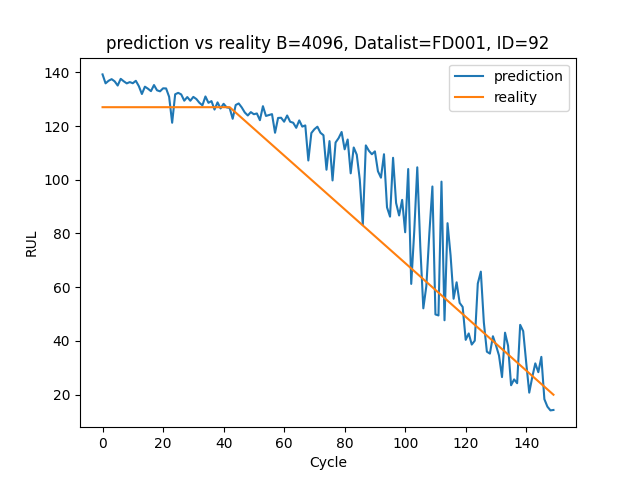 prediction vs reality B=4096, Datalist=FD001, ID=92
prediction
reality
RUL
140
120
100
80
60
40
20
0 20 40 60 80 100 120 140
Cycle